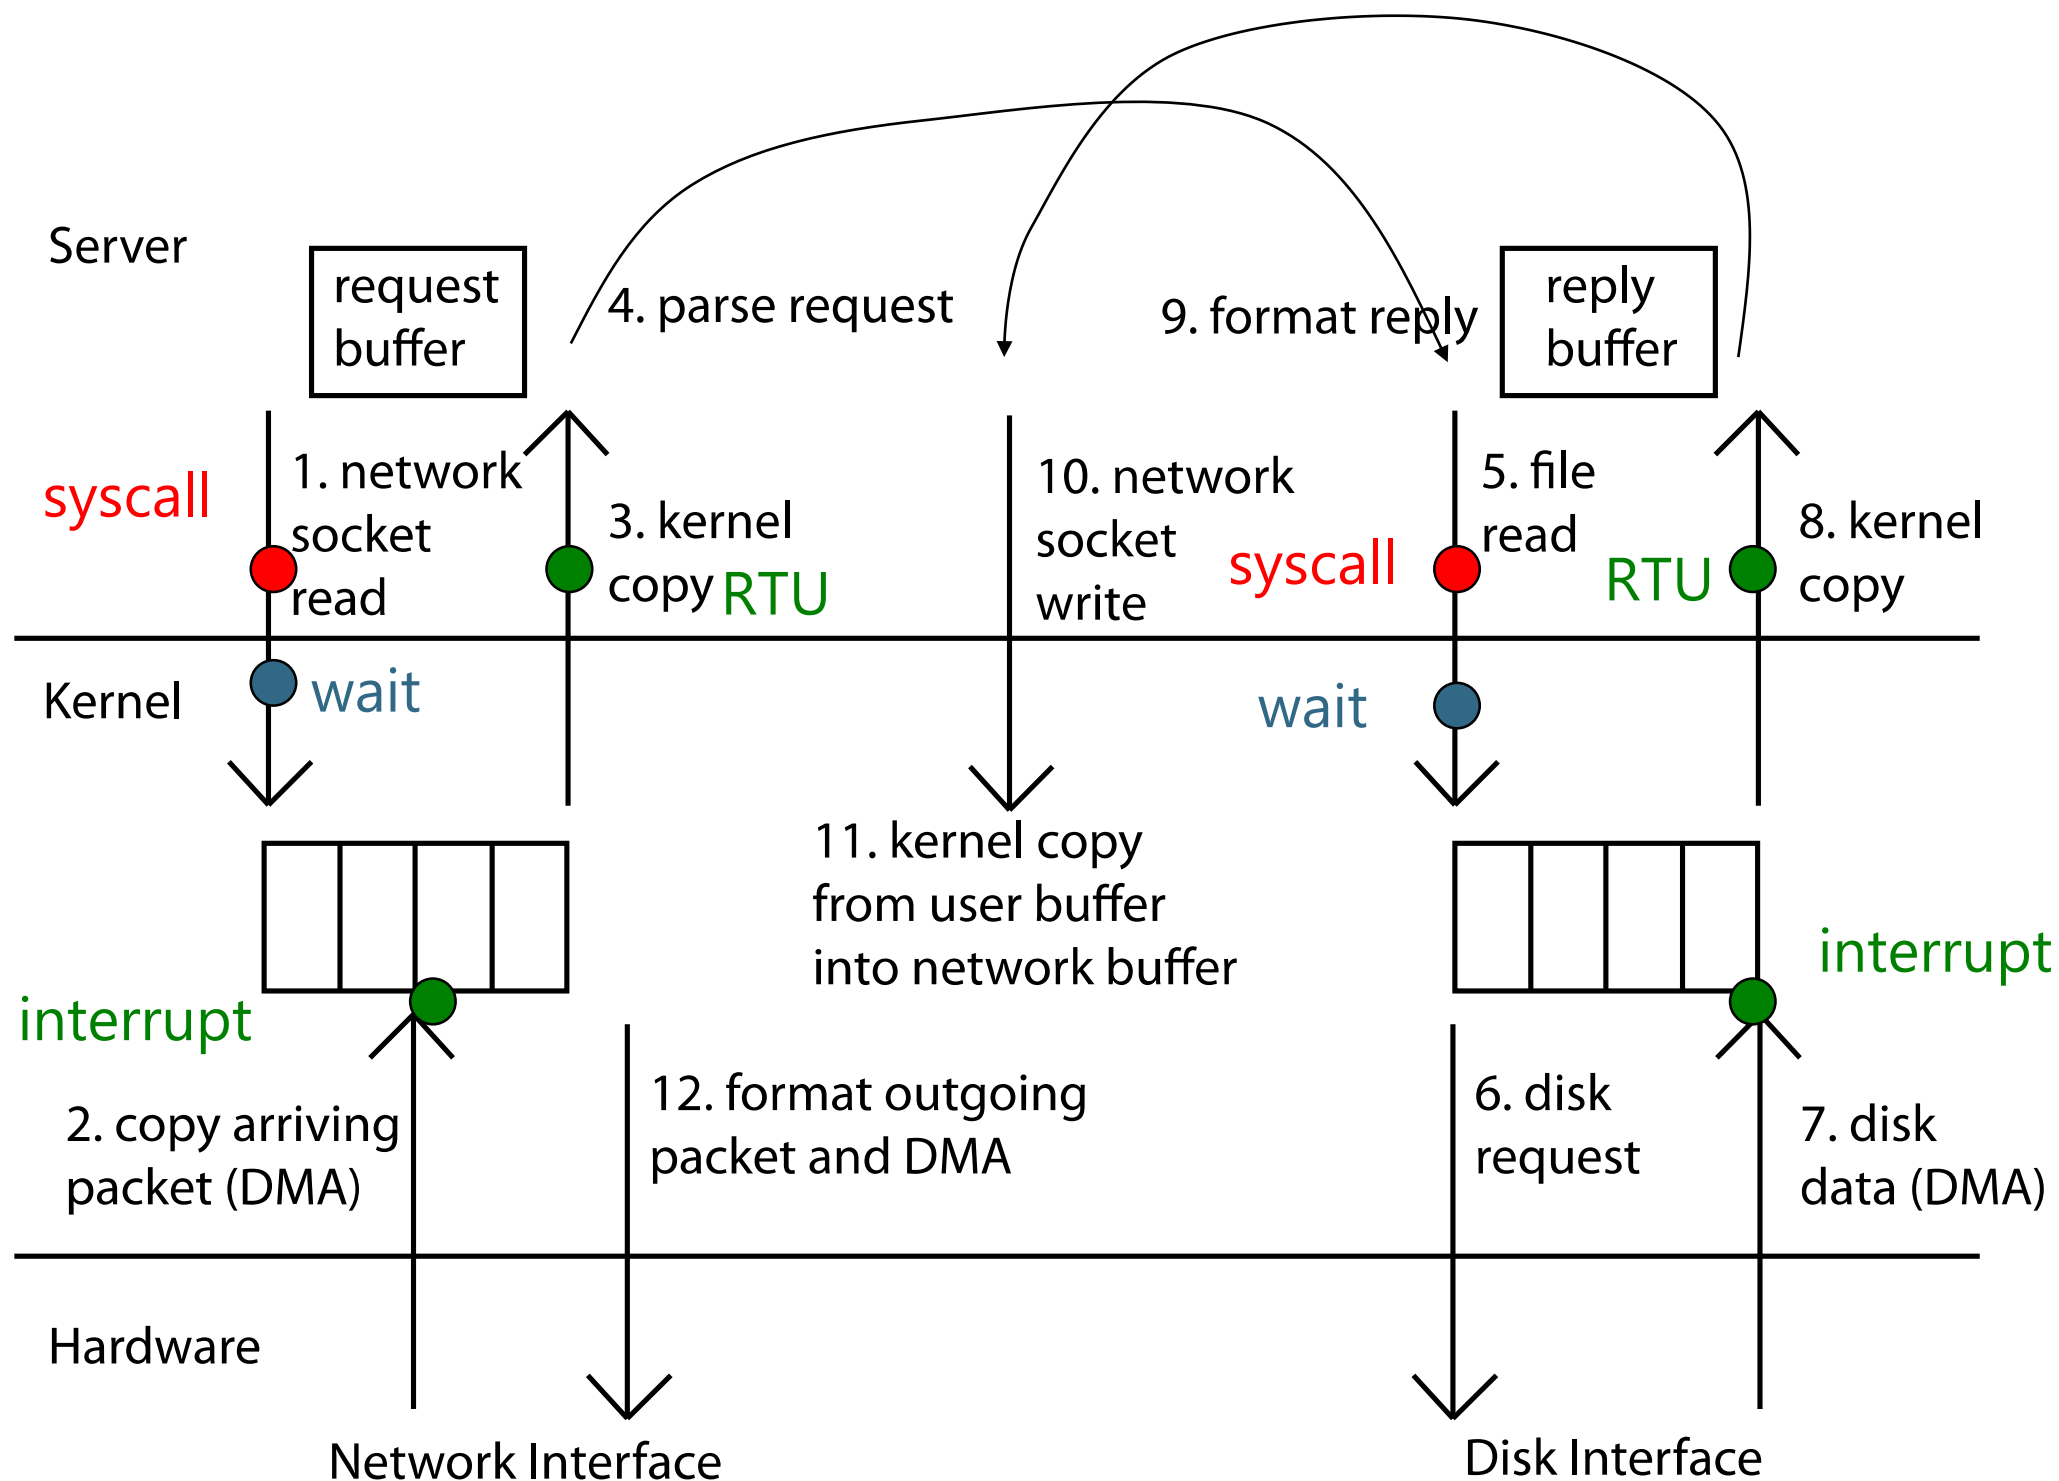 Server
request
buffer
4. parse request
9. format reply
reply
buffer
syscall
1. network
socket
read
3. kernel
copy
RTU
10. network
socket
write
syscall
5. file
read
RTU
8. kernel
copy
Kernel
wait
wait
11. kernel copy
from user buffer
into network buffer
interrupt
interrupt
2. copy arriving
packet (DMA)
12. format outgoing
packet and DMA
6. disk
request
7. disk
data (DMA)
Hardware
Network Interface
Disk Interface